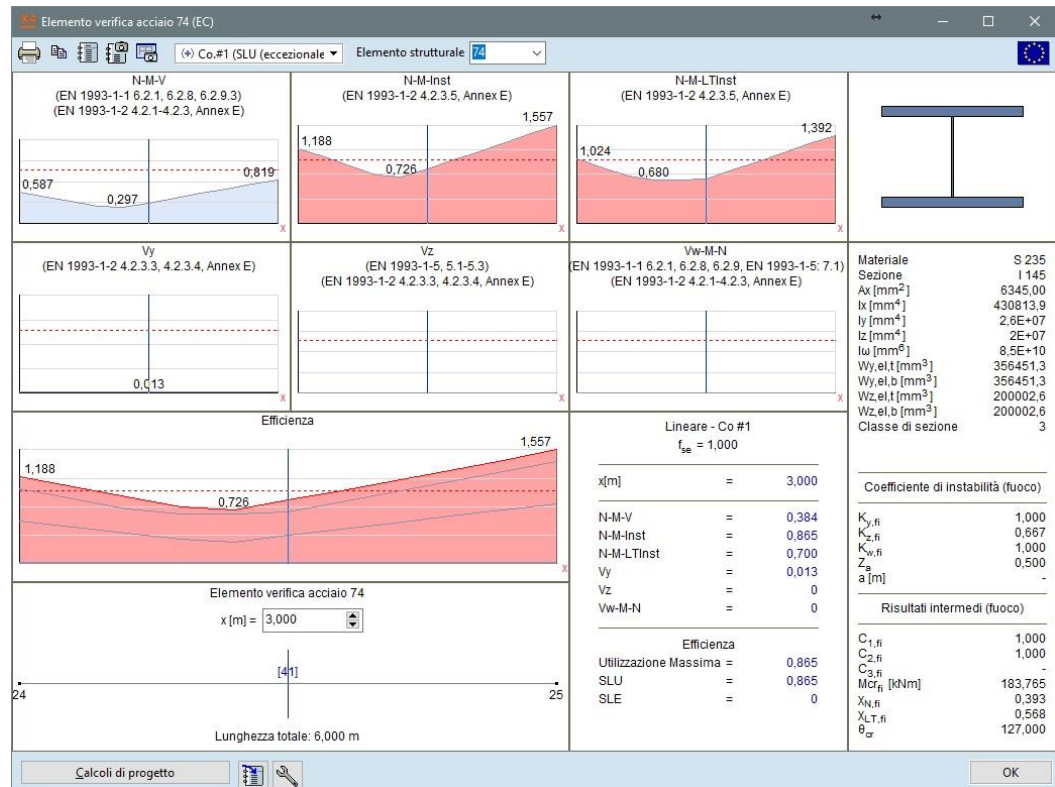 Elemento verifica acciaio 74 (EC)
(+) Co.#1 (SLU (eccezionale
Elemento strutturale 74
N-M-V
(EN 1993-1-1 6.2.1, 6.2.8, 6.2.9.3)
(EN 1993-1-2 4.2.1-4.2.3, Annex E)
0,587
0,297
0,819
x
N-M-Inst
(EN 1993-1-2 4.2.3.5, Annex E)
1,188
0,726
1,557
x
N-M-LTInst
(EN 1993-1-2 4.2.3.5, Annex E)
1,024
0,680
1,392
x
Vy
(EN 1993-1-2 4.2.3.3, 4.2.3.4, Annex E)
0,013
x
Vz
(EN 1993-1-5, 5.1-5.3)
(EN 1993-1-2 4.2.3.3, 4.2.3.4, Annex E)
x
Vw-M-N
(EN 1993-1-1 6.2.1, 6.2.8, 6.2.9, EN 1993-1-5: 7.1)
(EN 1993-1-2 4.2.1-4.2.3, Annex E)
x
Efficienza
1,188
0,726
1,557
x
Elemento verifica acciaio 74
x [m] = 3,000
[41]
24
25
Lunghezza totale: 6,000 m
Lineare - Co #1
fse = 1,000
x[m] = 3,000
N-M-V = 0,384
N-M-Inst = 0,865
N-M-LTInst = 0,700
Vy = 0,013
Vz = 0
Vw-M-N = 0
Efficienza
Utilizzazione Massima = 0,865
SLU = 0,865
SLE = 0
Materiale S 235
Sezione I 145
Ax [mm2] 6345,00
Ix [mm4] 430813,9
Iy [mm4] 2,6E+07
Iz [mm4] 2E+07
Iω [mm6] 8,5E+10
Wy,el,t [mm3] 356451,3
Wy,el,b [mm3] 356451,3
Wz,el,t [mm3] 200002,6
Wz,el,b [mm3] 200002,6
Classe di sezione 3
Coefficiente di instabilità (fuoco)
Ky,fi 1,000
Kz,fi 0,667
Kw,fi 1,000
Za 0,500
a [m] -
Risultati intermedi (fuoco)
C1,fi 1,000
C2,fi 1,000
C3,fi -
Mcrfi [kNm] 183,765
χN,fi 0,393
χLT,fi 0,568
θcr 127,000
Calcoli di progetto
OK